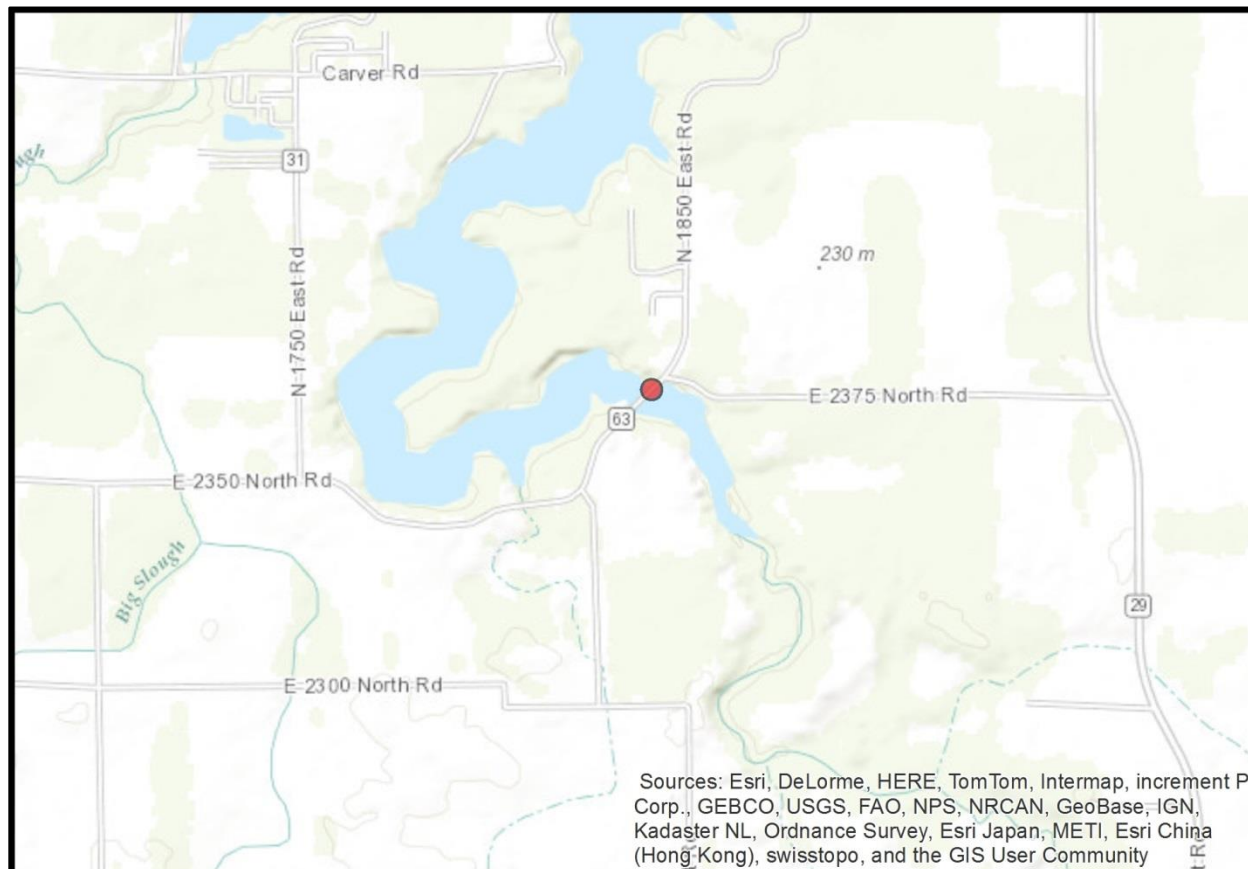 Carver Rd
ugh
31
N 1850 East Rd
230 m
N 1750 East Rd
E 2375 North Rd
63
E 2350 North Rd
Big Slough
29
E 2300 North Rd
Sources: Esri, DeLorme, HERE, TomTom, Intermap, increment P
Corp., GEBCO, USGS, FAO, NPS, NRCAN, GeoBase, IGN,
Kadaster NL, Ordnance Survey, Esri Japan, METI, Esri China
(Hong Kong), swisstopo, and the GIS User Community
t Rd